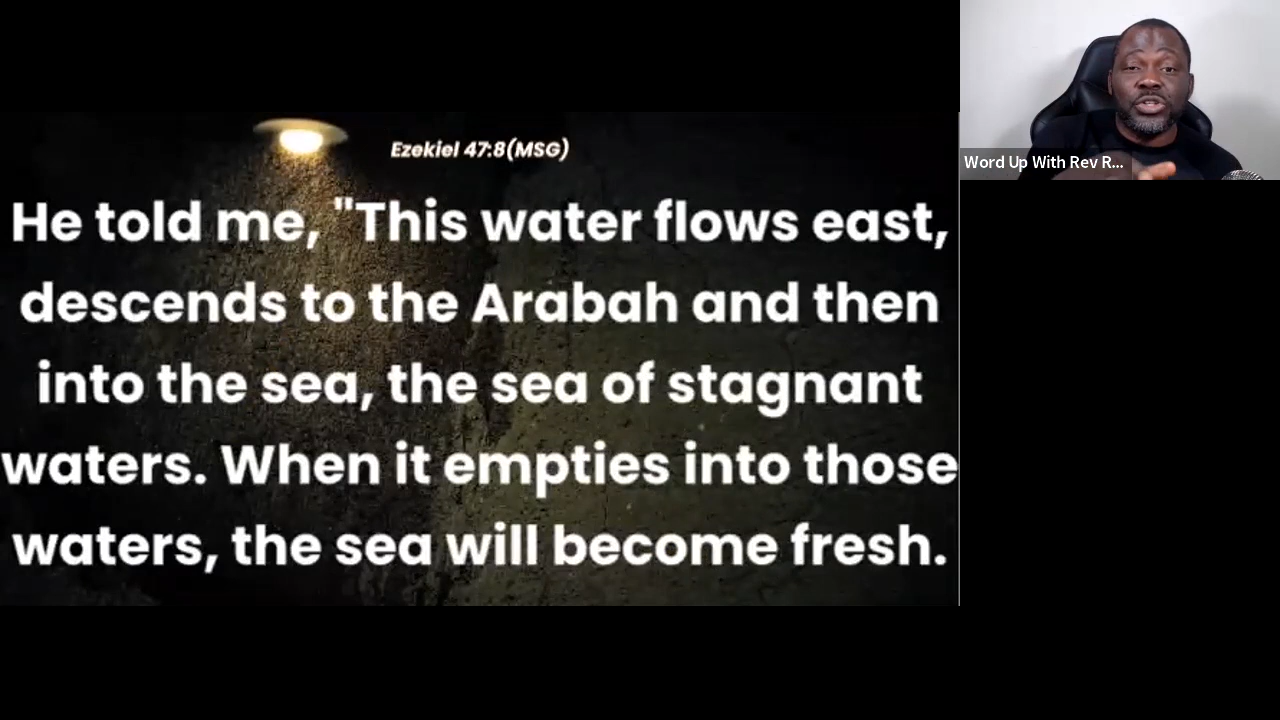 Ezekiel 47:8(MSG)
He told me, "This water flows east,
descends to the Arabah and then
into the sea, the sea of stagnant
waters. When it empties into those
waters, the sea will become fresh.
Word Up With Rev R...